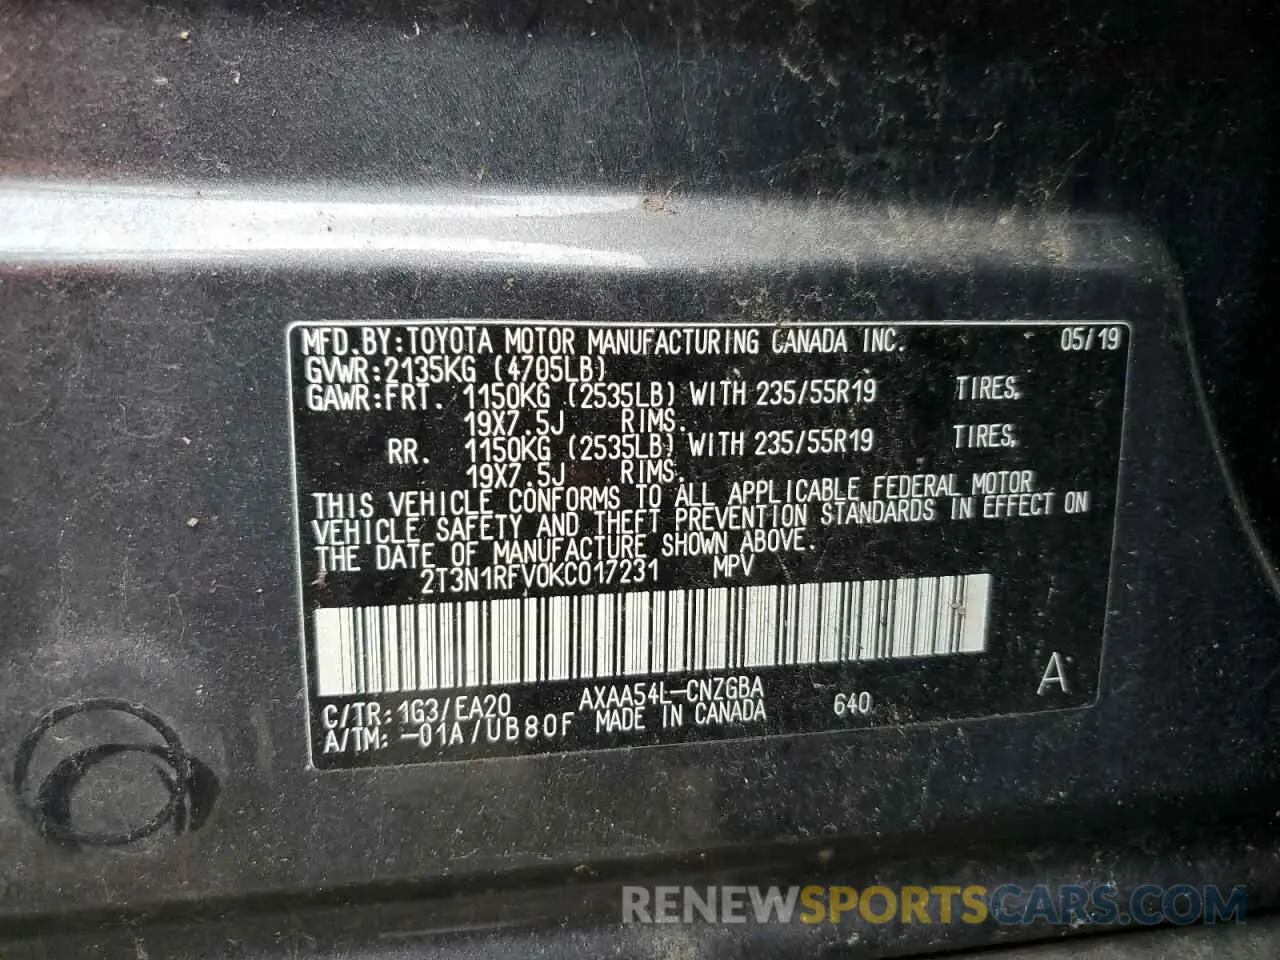 MFD.BY:TOYOTA MOTOR MANUFACTURING CANADA INC. 05/19
GVWR:2135KG (4705LB)
GAWR:FRT. 1150KG (2535LB) WITH 235/55R19 TIRES,
19X7.5J RIMS.
RR. 1150KG (2535LB) WITH 235/55R19 TIRES,
19X7.5J RIMS.
THIS VEHICLE CONFORMS TO ALL APPLICABLE FEDERAL MOTOR
VEHICLE SAFETY AND THEFT PREVENTION STANDARDS IN EFFECT ON
THE DATE OF MANUFACTURE SHOWN ABOVE.
2T3N1RFV0KC017231 MPV
C/TR:1G3/EA20 AXAA54L-CNZGBA 640 A
A/TM:-01A/UB80F MADE IN CANADA
RENEWSPORTSCARS.COM